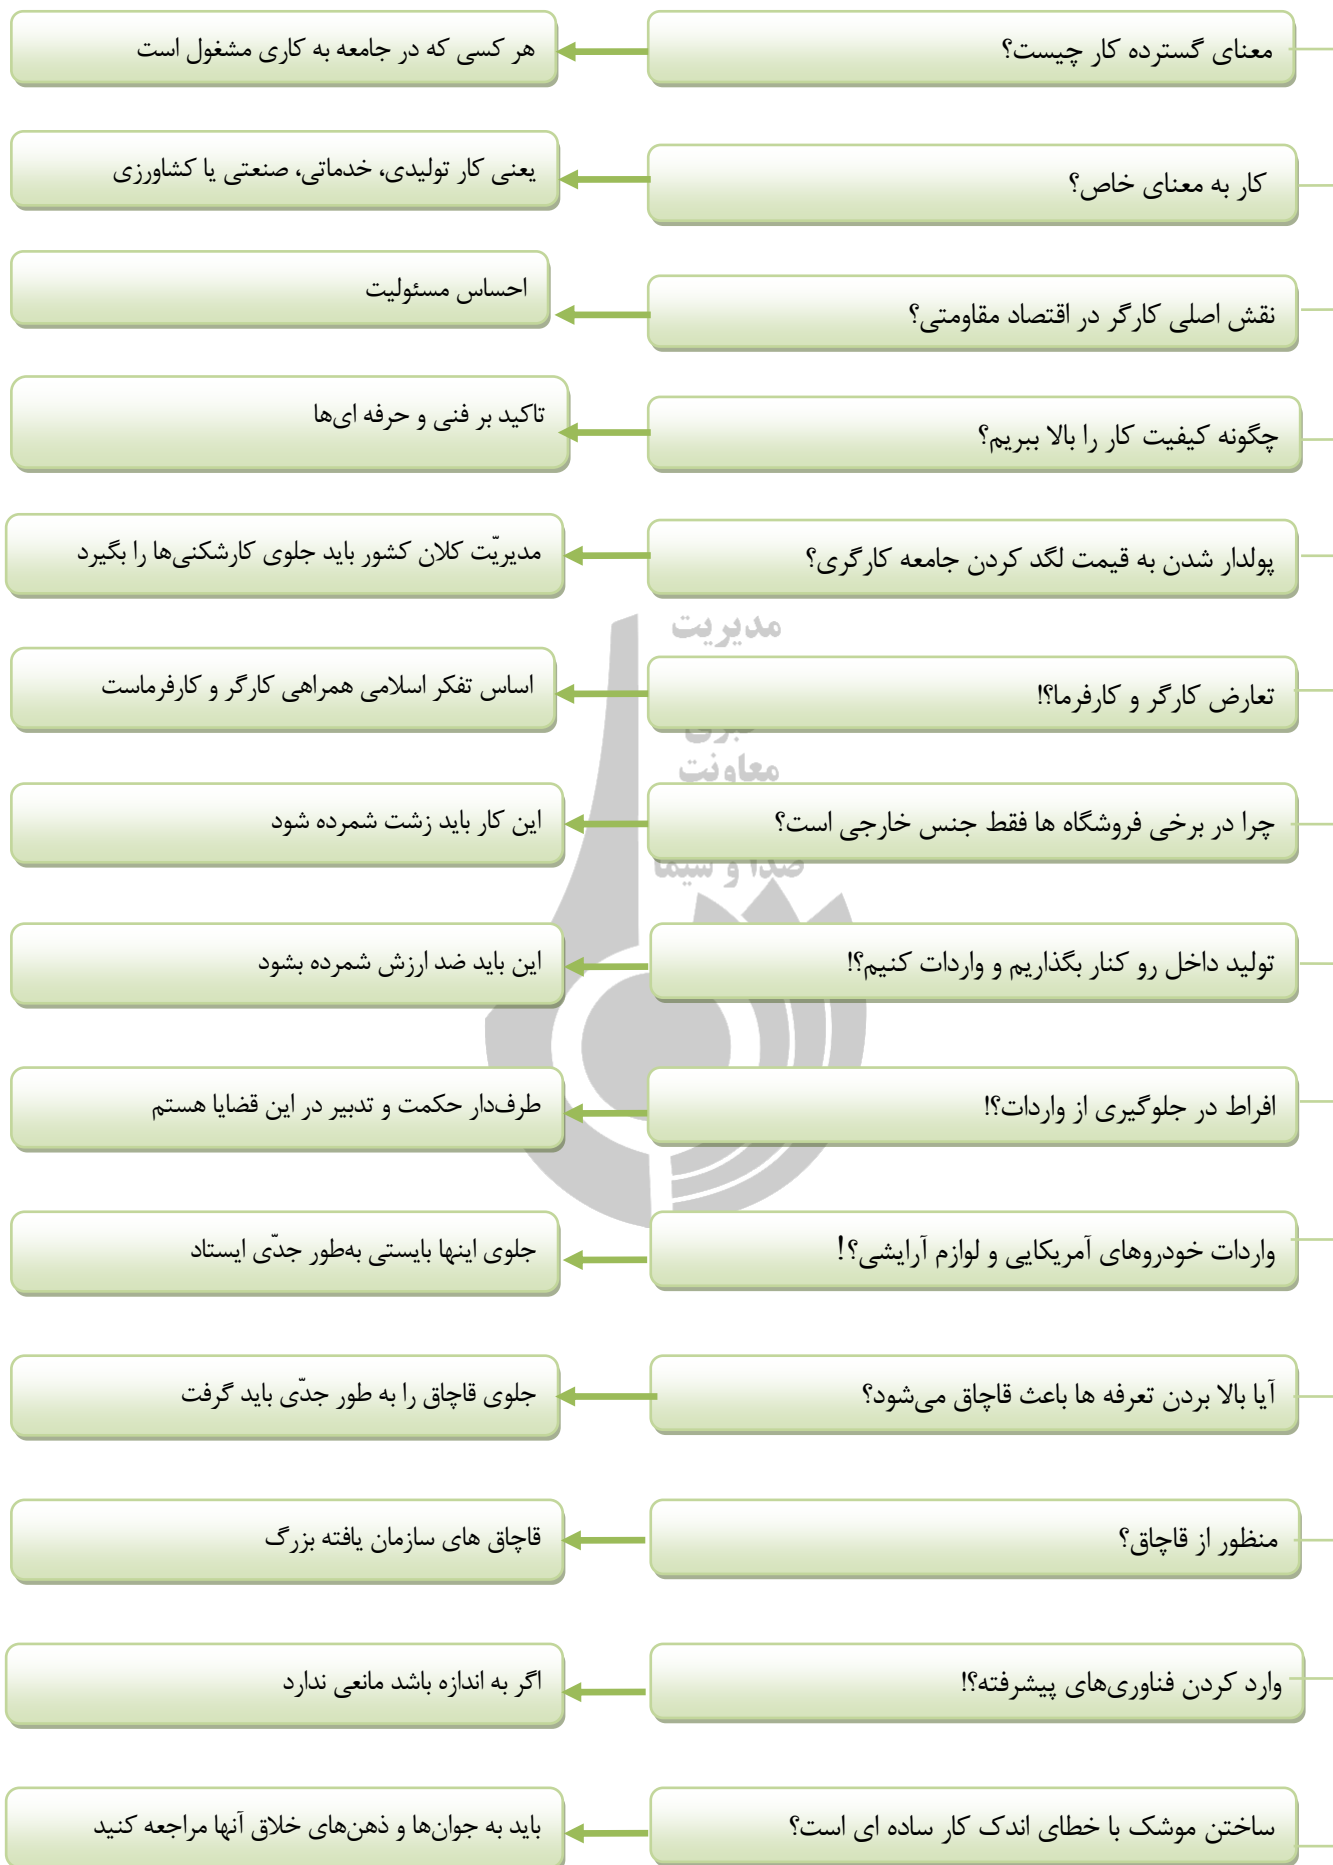 معنای گسترده کار چیست؟
هر کسی که در جامعه به کاری مشغول است
کار به معنای خاص؟
یعنی کار تولیدی، خدماتی، صنعتی یا کشاورزی
نقش اصلی کارگر در اقتصاد مقاومتی؟
احساس مسئولیت
چگونه کیفیت کار را بالا ببریم؟
تاکید بر فنی و حرفه ای‌ها
پولدار شدن به قیمت لگد کردن جامعه کارگری؟
مدیریّت کلان کشور باید جلوی کارشکنی‌ها را بگیرد
مدیریت
تعارض کارگر و کارفرما؟!
اساس تفکر اسلامی همراهی کارگر و کارفرماست
معاونت
چرا در برخی فروشگاه ها فقط جنس خارجی است؟
این کار باید زشت شمرده شود
صدا و سیما
تولید داخل رو کنار بگذاریم و واردات کنیم؟!
این باید ضد ارزش شمرده بشود
افراط در جلوگیری از واردات؟!
طرف‌دار حکمت و تدبیر در این قضایا هستم
واردات خودروهای آمریکایی و لوازم آرایشی؟!
جلوی اینها بایستی به‌طور جدّی ایستاد
آیا بالا بردن تعرفه ها باعث قاچاق می‌شود؟
جلوی قاچاق را به طور جدّی باید گرفت
منظور از قاچاق؟
قاچاق های سازمان یافته بزرگ
وارد کردن فناوری‌های پیشرفته؟!
اگر به اندازه باشد مانعی ندارد
ساختن موشک با خطای اندک کار ساده ای است؟
باید به جوان‌ها و ذهن‌های خلاق آنها مراجعه کنید